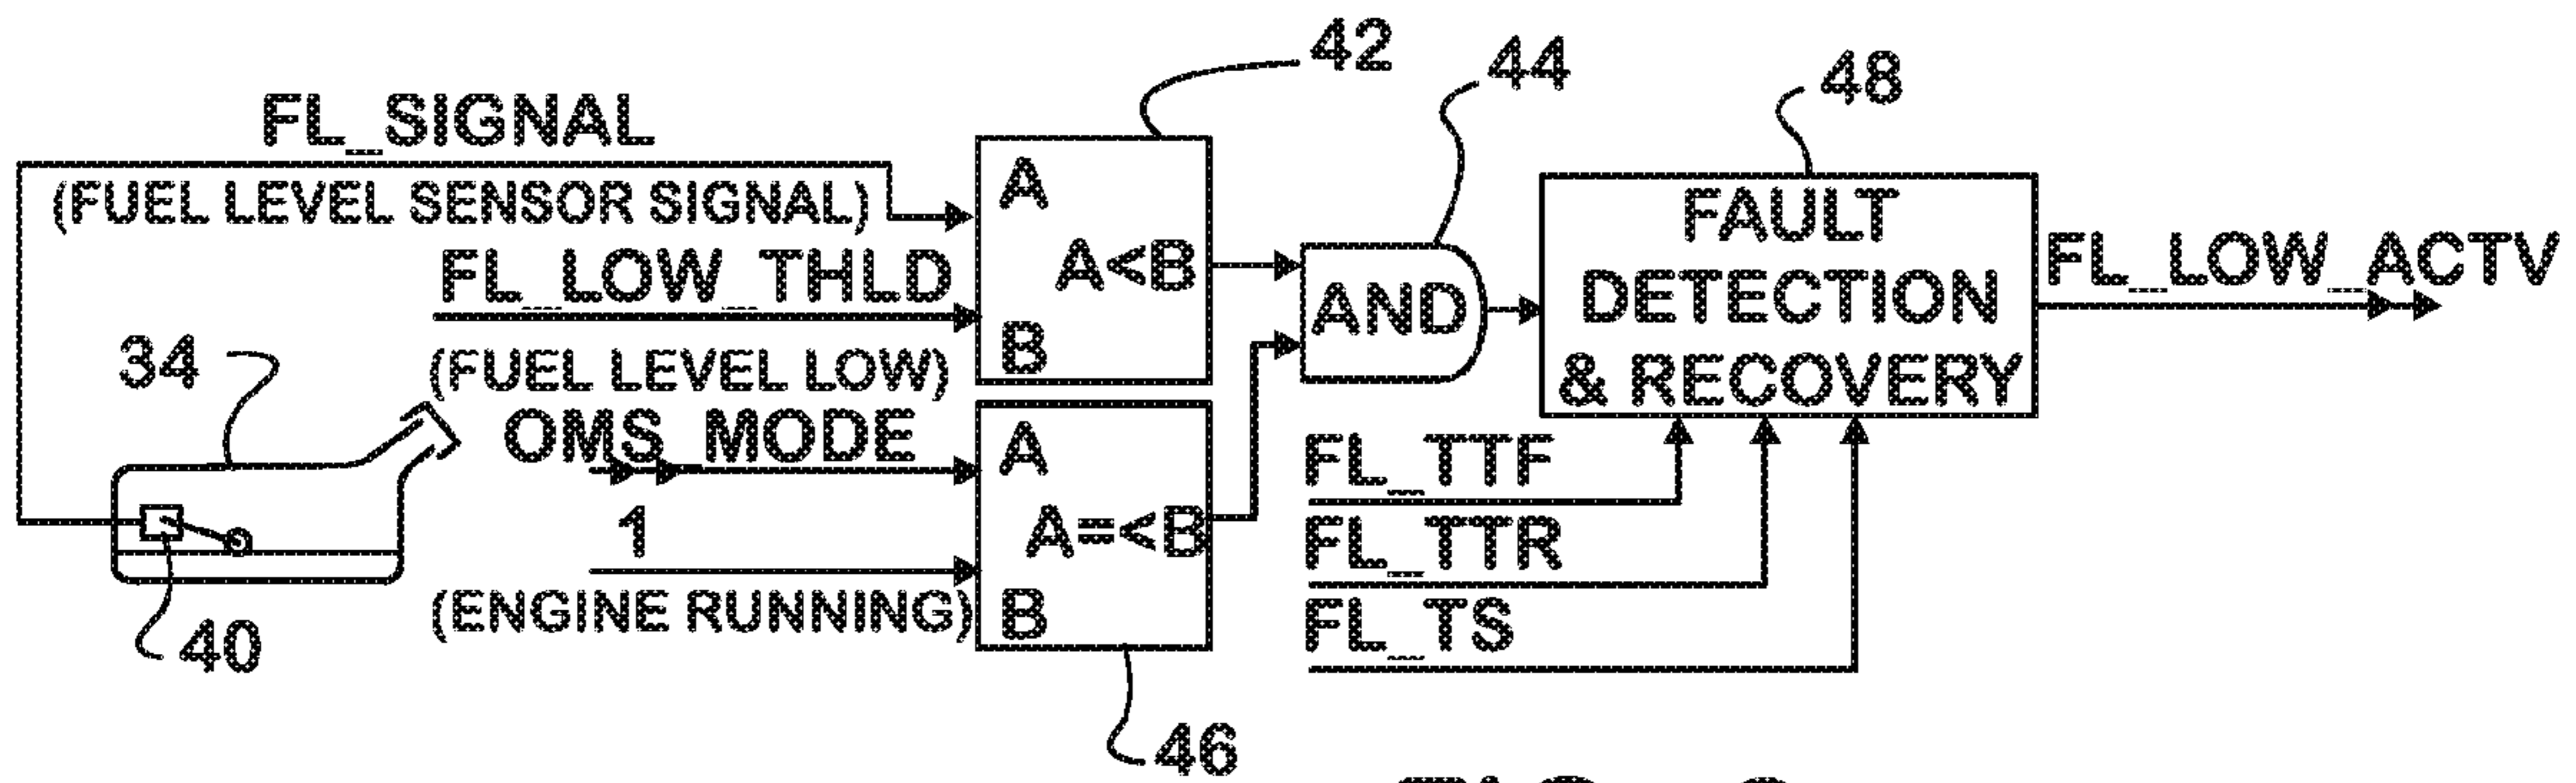 42
44
48
FL_SIGNAL
(FUEL LEVEL SENSOR SIGNAL)
FL_LOW_THLD
(FUEL LEVEL LOW)
A
A<B
B
AND
FAULT
DETECTION
& RECOVERY
FL_LOW_ACTV
34
OMS_MODE
1
(ENGINE RUNNING)
A
A=<B
B
FL_TTF
FL_TTR
FL_TS
40
46